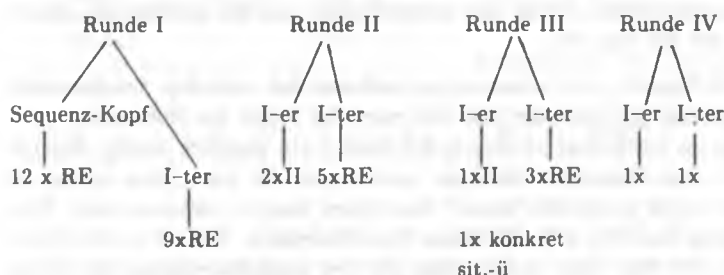 Runde I Runde II Runde III Runde IV
Sequenz-Kopf I-er I-ter I-er I-ter I-er I-ter
12 x RE I-ter 2xII 5xRE 1xII 3xRE 1x 1x
9xRE 1x konkret
sit.-ü